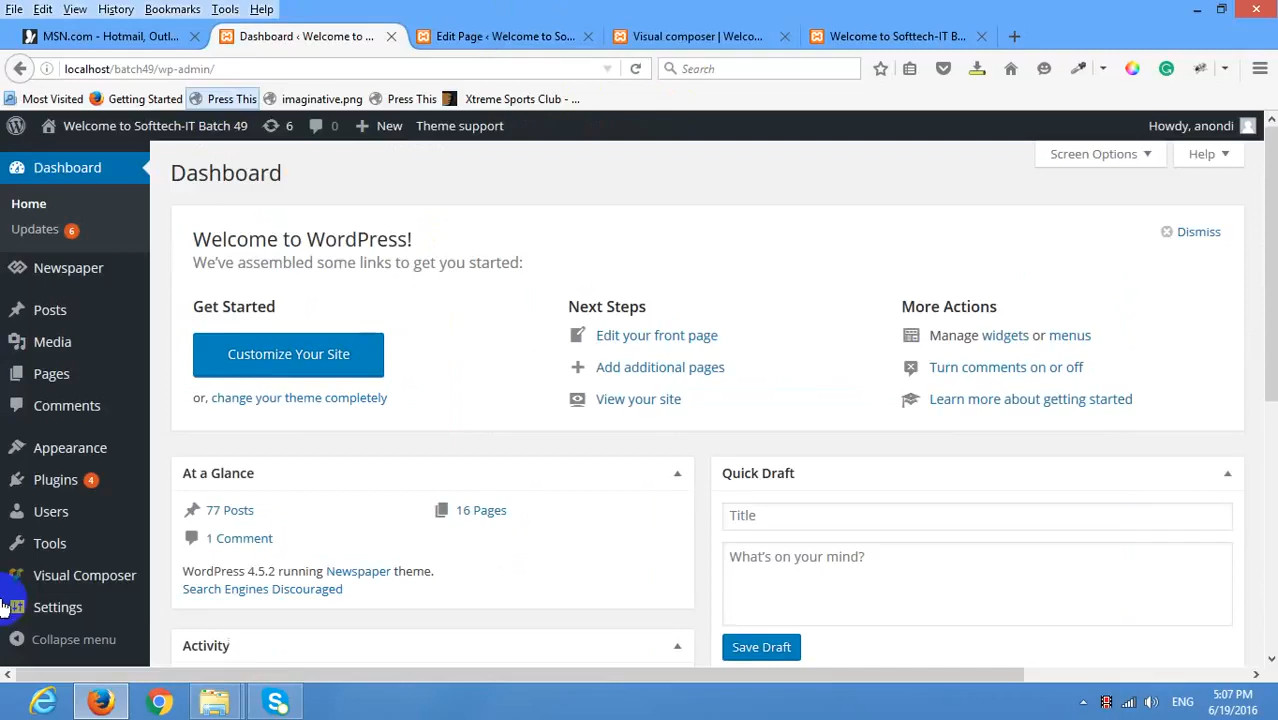 File Edit View History Bookmarks Tools Help
MSN.com - Hotmail, Outl...
Dashboard ‹ Welcome to ...
Edit Page ‹ Welcome to So...
Visual composer | Welco...
Welcome to Softtech-IT B...
localhost/batch49/wp-admin/
Search
Most Visited
Getting Started
Press This
imaginative.png
Press This
Xtreme Sports Club - ...
Welcome to Softtech-IT Batch 49
6
0
New
Theme support
Howdy, anondi
Dashboard
Home
Updates 6
Newspaper
Posts
Media
Pages
Comments
Appearance
Plugins 4
Users
Tools
Visual Composer
Settings
Collapse menu
Screen Options
Help
Dashboard
Welcome to WordPress!
Dismiss
We've assembled some links to get you started:
Get Started
Customize Your Site
or, change your theme completely
Next Steps
Edit your front page
Add additional pages
View your site
More Actions
Manage widgets or menus
Turn comments on or off
Learn more about getting started
At a Glance
77 Posts
16 Pages
1 Comment
WordPress 4.5.2 running Newspaper theme.
Search Engines Discouraged
Activity
Quick Draft
Title
What's on your mind?
Save Draft
ENG
5:07 PM
6/19/2016